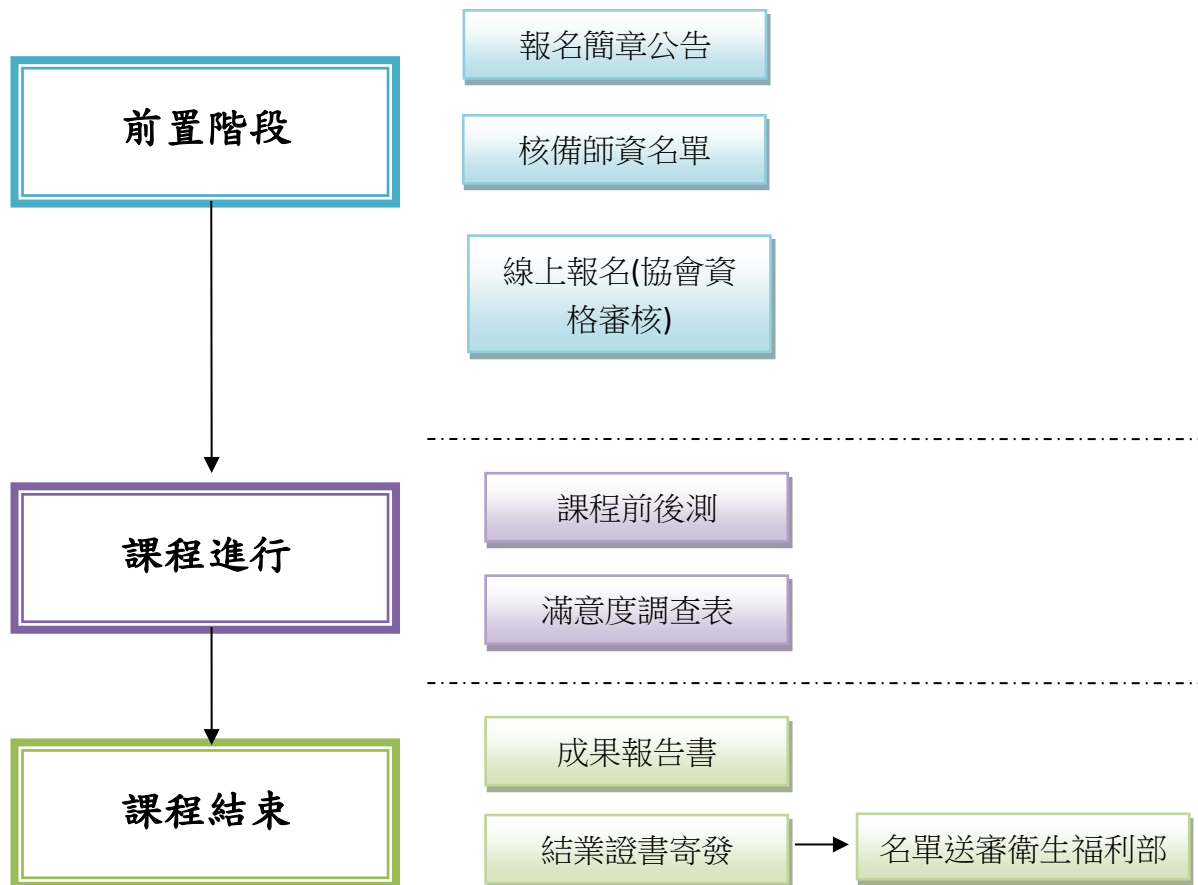 報名簡章公告
前置階段
核備師資名單
線上報名(協會資
格審核)
課程前後測
課程進行
滿意度調查表
成果報告書
課程結束
結業證書寄發
名單送審衛生福利部